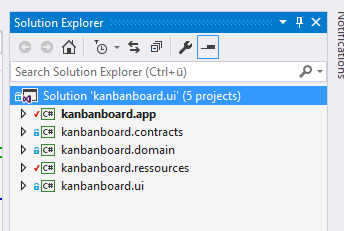 Solution Explorer
Search Solution Explorer (Ctrl+ü)
Solution 'kanbanboard.ui' (5 projects)
C# kanbanboard.app
C# kanbanboard.contracts
C# kanbanboard.domain
C# kanbanboard.ressources
C# kanbanboard.ui
Notifications